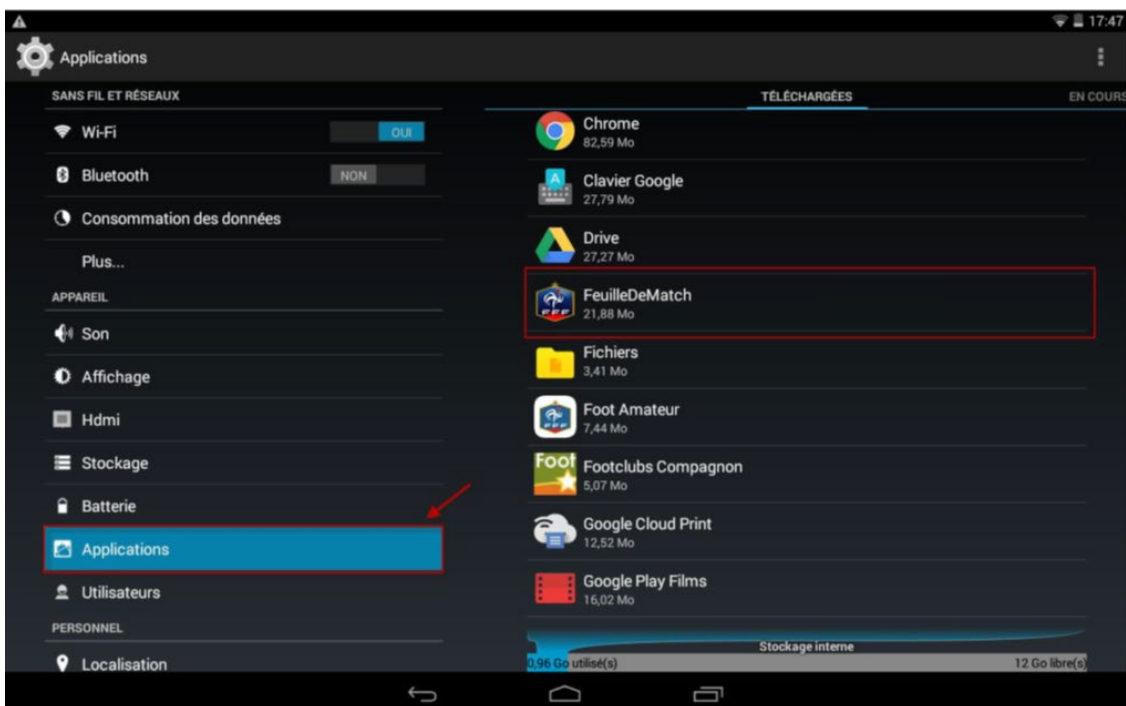 17:47
Applications
SANS FIL ET RÉSEAUX
Wi-Fi
OUI
Bluetooth
NON
Consommation des données
Plus...
APPAREIL
Son
Affichage
Hdmi
Stockage
Batterie
Applications
Utilisateurs
PERSONNEL
Localisation
TÉLÉCHARGÉES
EN COURS
Chrome
82,59 Mo
A
Clavier Google
27,79 Mo
Drive
27,27 Mo
FFF
FeuilleDeMatch
21,88 Mo
Fichiers
3,41 Mo
FFF
Foot Amateur
7,44 Mo
Foot
Footclubs Compagnon
5,07 Mo
Google Cloud Print
12,52 Mo
Google Play Films
16,02 Mo
Stockage interne
0,96 Go utilisé(s)
12 Go libre(s)